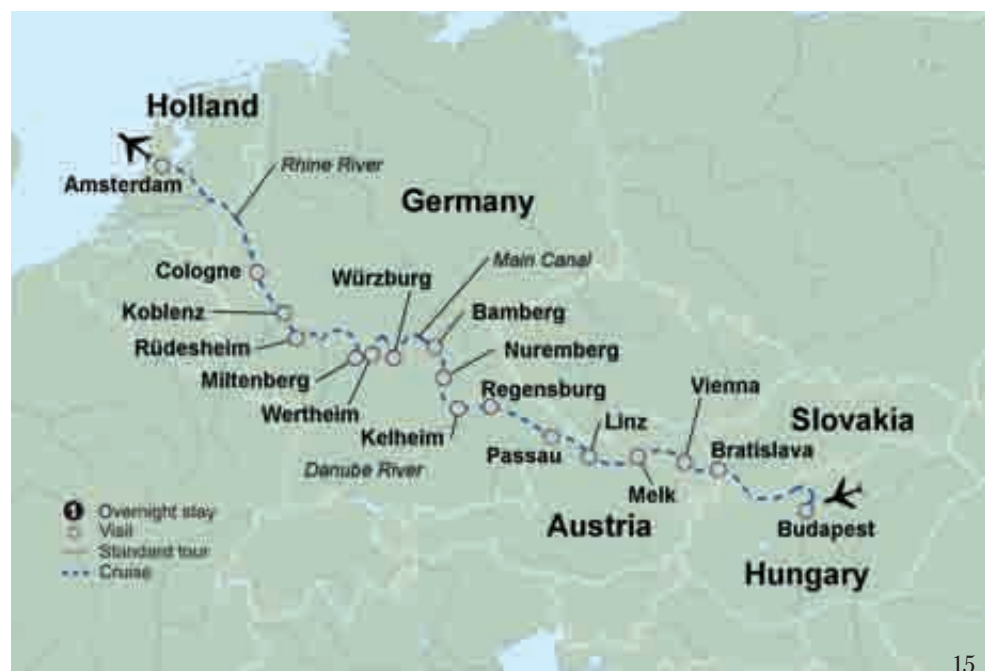 Holland
Amsterdam
Rhine River
Germany
Cologne
Würzburg
Main Canal
Koblenz
Bamberg
Rüdesheim
Nuremberg
Miltenberg
Regensburg
Vienna
Wertheim
Linz
Slovakia
Kelheim
Passau
Bratislava
Danube River
Melk
Austria
Budapest
Hungary
1 Overnight stay
Visit
Standard tour
Cruise
15